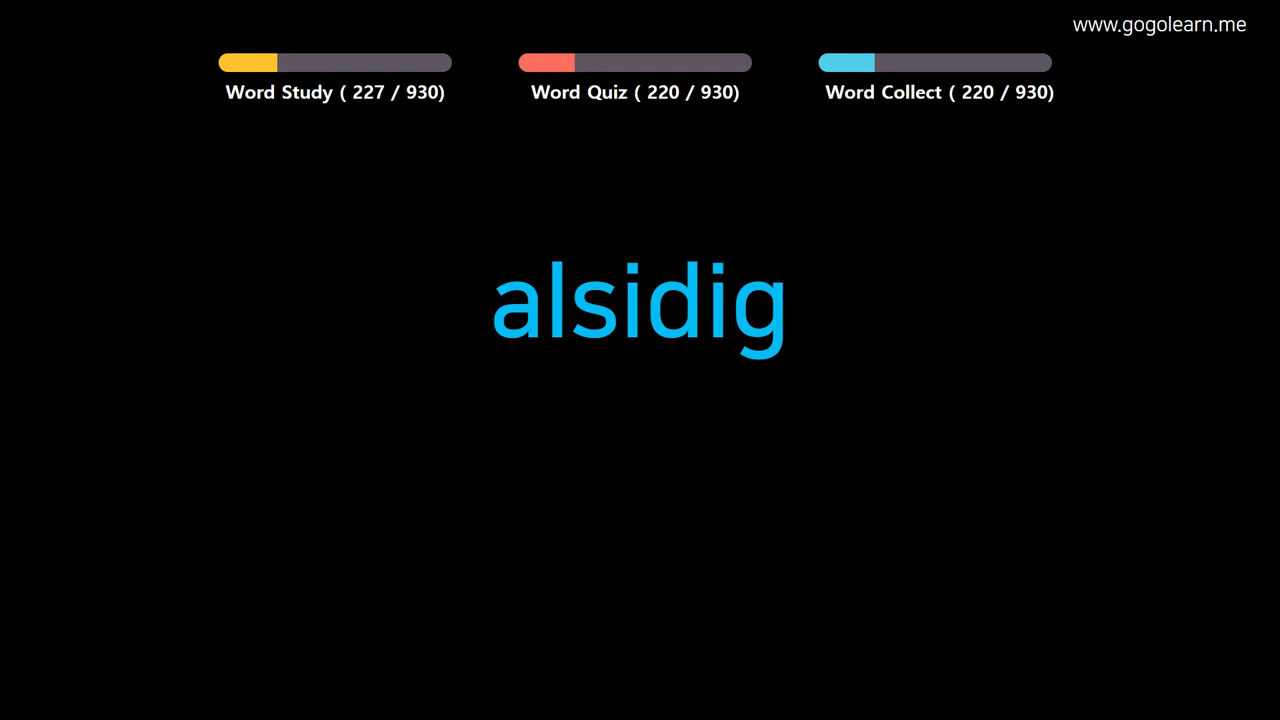 www.gogolearn.me
Word Study ( 227 / 930)
Word Quiz ( 220 / 930)
Word Collect ( 220 / 930)
alsidig